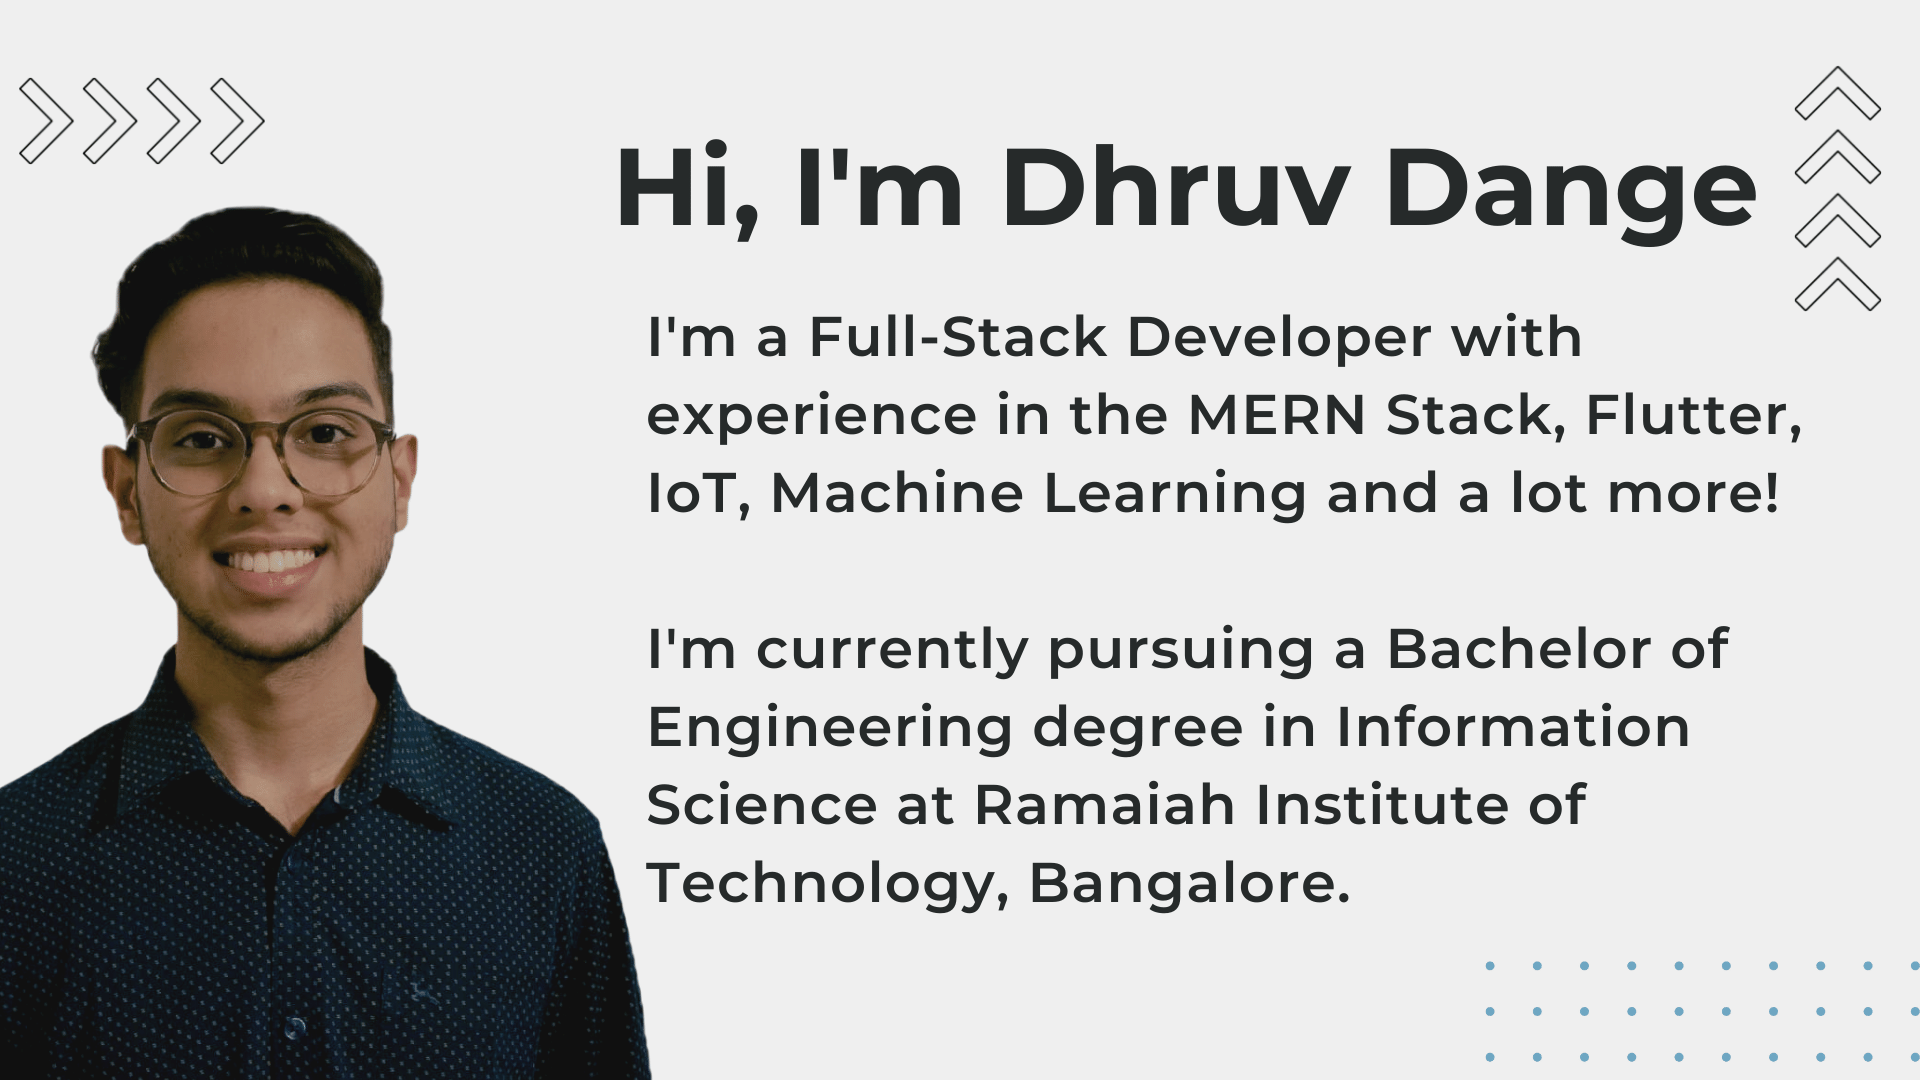 Hi, I'm Dhruv Dange
I'm a Full-Stack Developer with
experience in the MERN Stack, Flutter,
IoT, Machine Learning and a lot more!
I'm currently pursuing a Bachelor of
Engineering degree in Information
Science at Ramaiah Institute of
Technology, Bangalore.